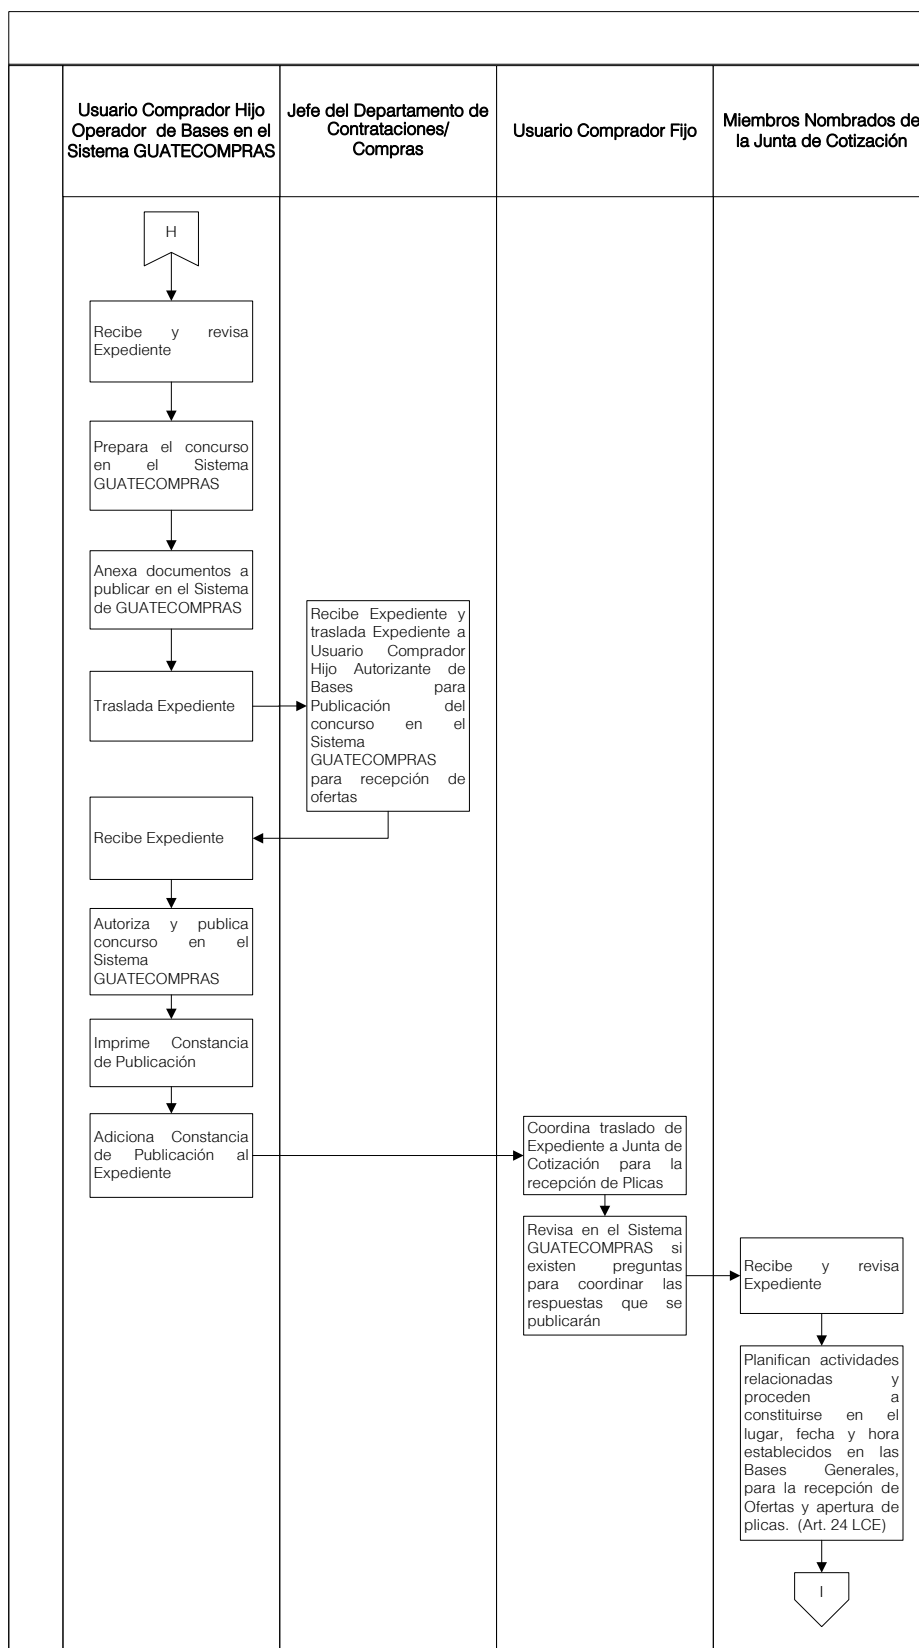 Usuario Comprador Hijo
Operador de Bases en el
Sistema GUATECOMPRAS
Jefe del Departamento de
Contrataciones/
Compras
Usuario Comprador Fijo
Miembros Nombrados de
la Junta de Cotización
H
Recibe y revisa
Expediente
Prepara el concurso
en el Sistema
GUATECOMPRAS
Anexa documentos a
publicar en el Sistema
de GUATECOMPRAS
Traslada Expediente
Recibe Expediente y
traslada Expediente a
Usuario Comprador
Hijo Autorizante de
Bases para
Publicación del
concurso en el
Sistema
GUATECOMPRAS
para recepción de
ofertas
Recibe Expediente
Autoriza y publica
concurso en el
Sistema
GUATECOMPRAS
Imprime Constancia
de Publicación
Adiciona Constancia
de Publicación al
Expediente
Coordina traslado de
Expediente a Junta de
Cotización para la
recepción de Plicas
Revisa en el Sistema
GUATECOMPRAS si
existen preguntas
para coordinar las
respuestas que se
publicarán
Recibe y revisa
Expediente
Planifican actividades
relacionadas y
proceden a
constituirse en el
lugar, fecha y hora
establecidos en las
Bases Generales,
para la recepción de
Ofertas y apertura de
plicas. (Art. 24 LCE)
I